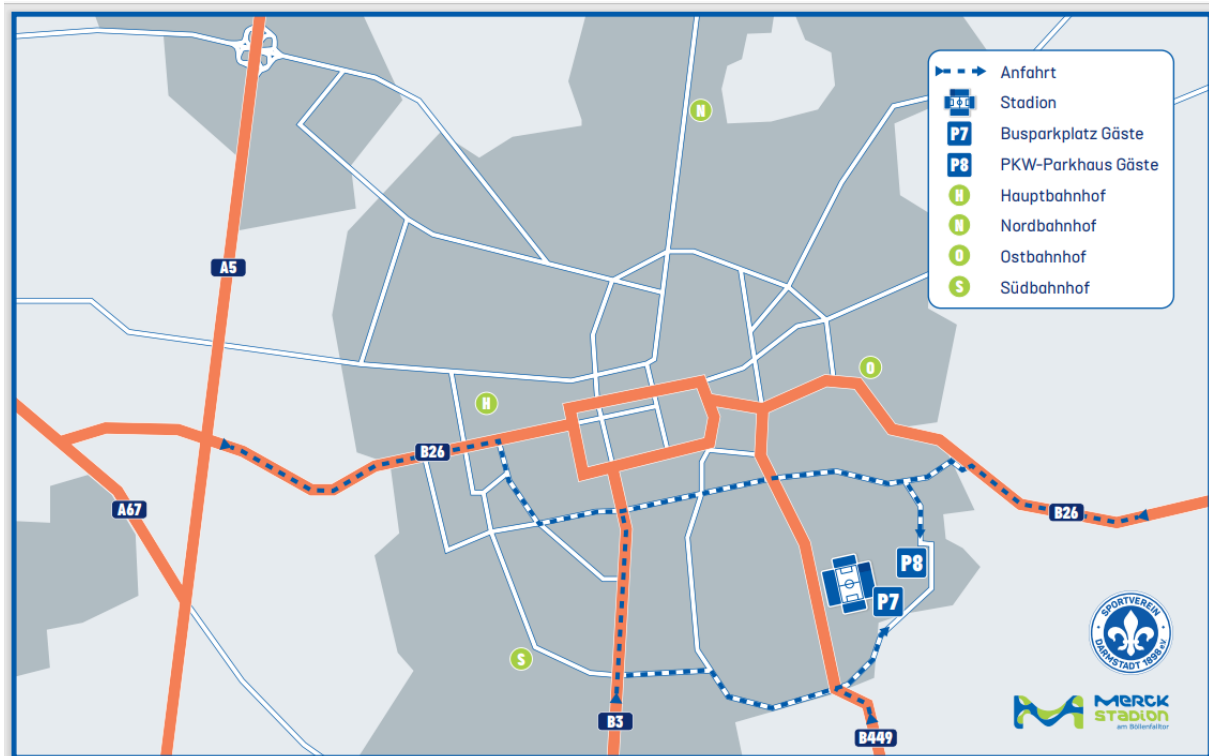 Anfahrt
Stadion
P7 Busparkplatz Gäste
P8 PKW-Parkhaus Gäste
H Hauptbahnhof
N Nordbahnhof
O Ostbahnhof
S Südbahnhof
N
A5
O
H
B26
A67
B26
P8
P7
S
B3
B449
SPORTVEREIN
DARMSTADT 1898 e.V.
MERCK
STADION
am Böllenfalltor